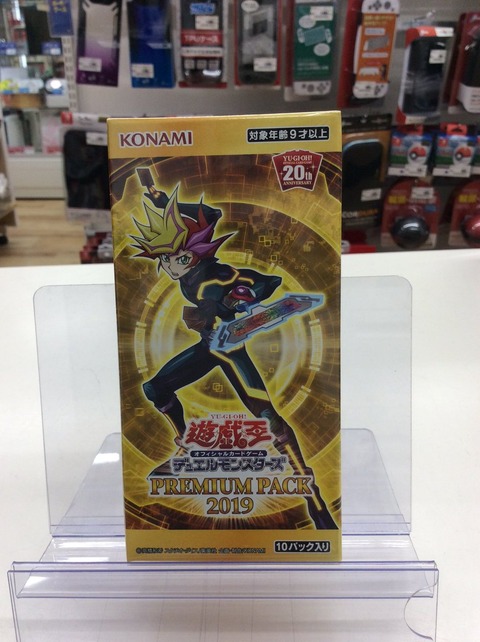 KONAMI
対象年齢9才以上
YU-GI-OH!
20th
ANNIVERSARY
YU-GI-OH!
遊戯王
オフィシャルカードゲーム
デュエルモンスターズ
PREMIUM PACK
2019
10パック入り